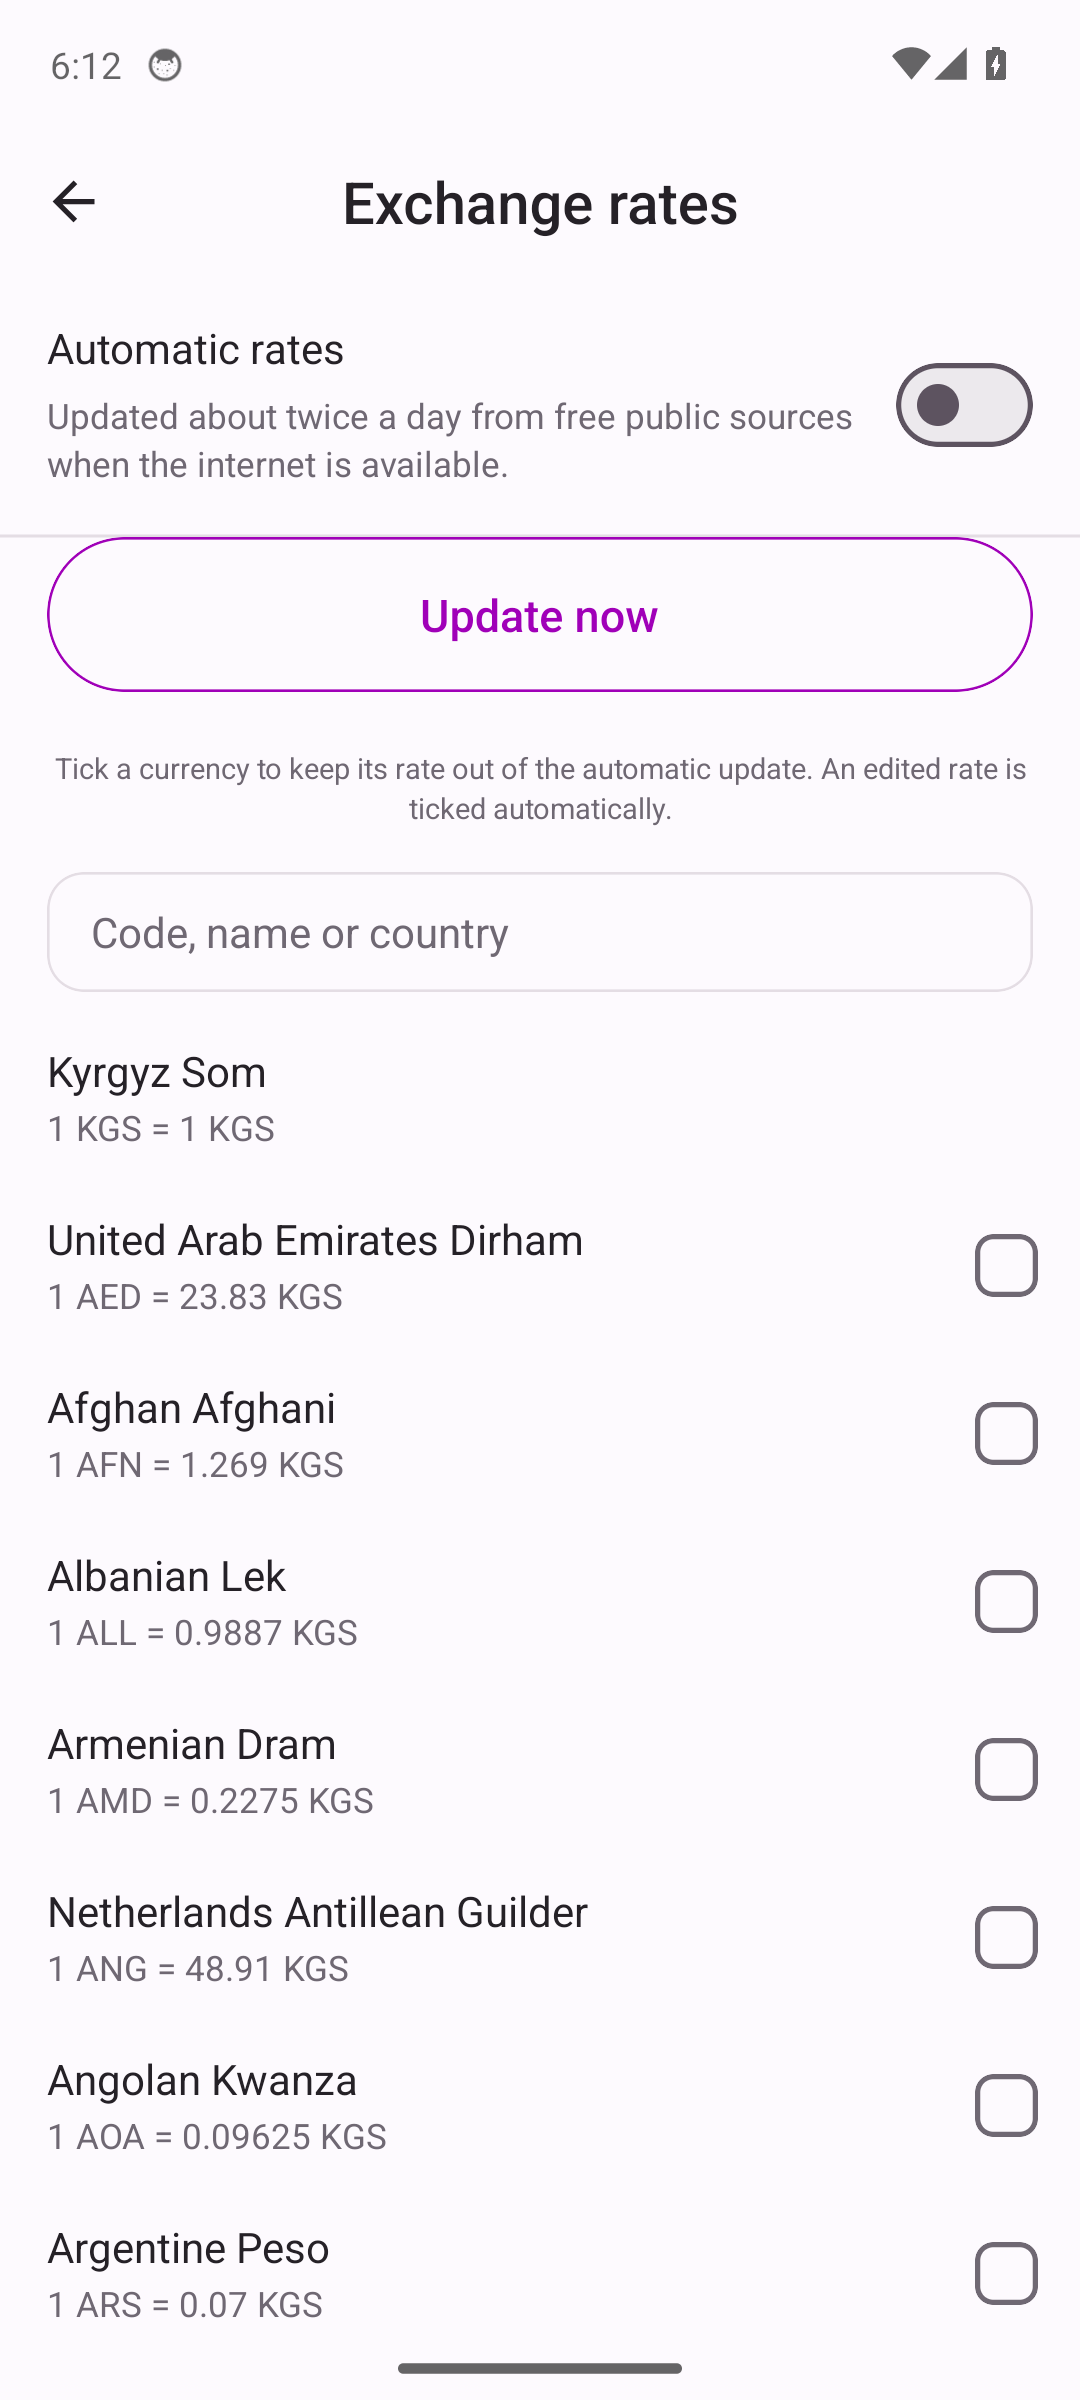 6:12
Exchange rates
Automatic rates
Updated about twice a day from free public sources
when the internet is available.
Update now
Tick a currency to keep its rate out of the automatic update. An edited rate is
ticked automatically.
Code, name or country
Kyrgyz Som
1 KGS = 1 KGS
United Arab Emirates Dirham
1 AED = 23.83 KGS
Afghan Afghani
1 AFN = 1.269 KGS
Albanian Lek
1 ALL = 0.9887 KGS
Armenian Dram
1 AMD = 0.2275 KGS
Netherlands Antillean Guilder
1 ANG = 48.91 KGS
Angolan Kwanza
1 AOA = 0.09625 KGS
Argentine Peso
1 ARS = 0.07 KGS